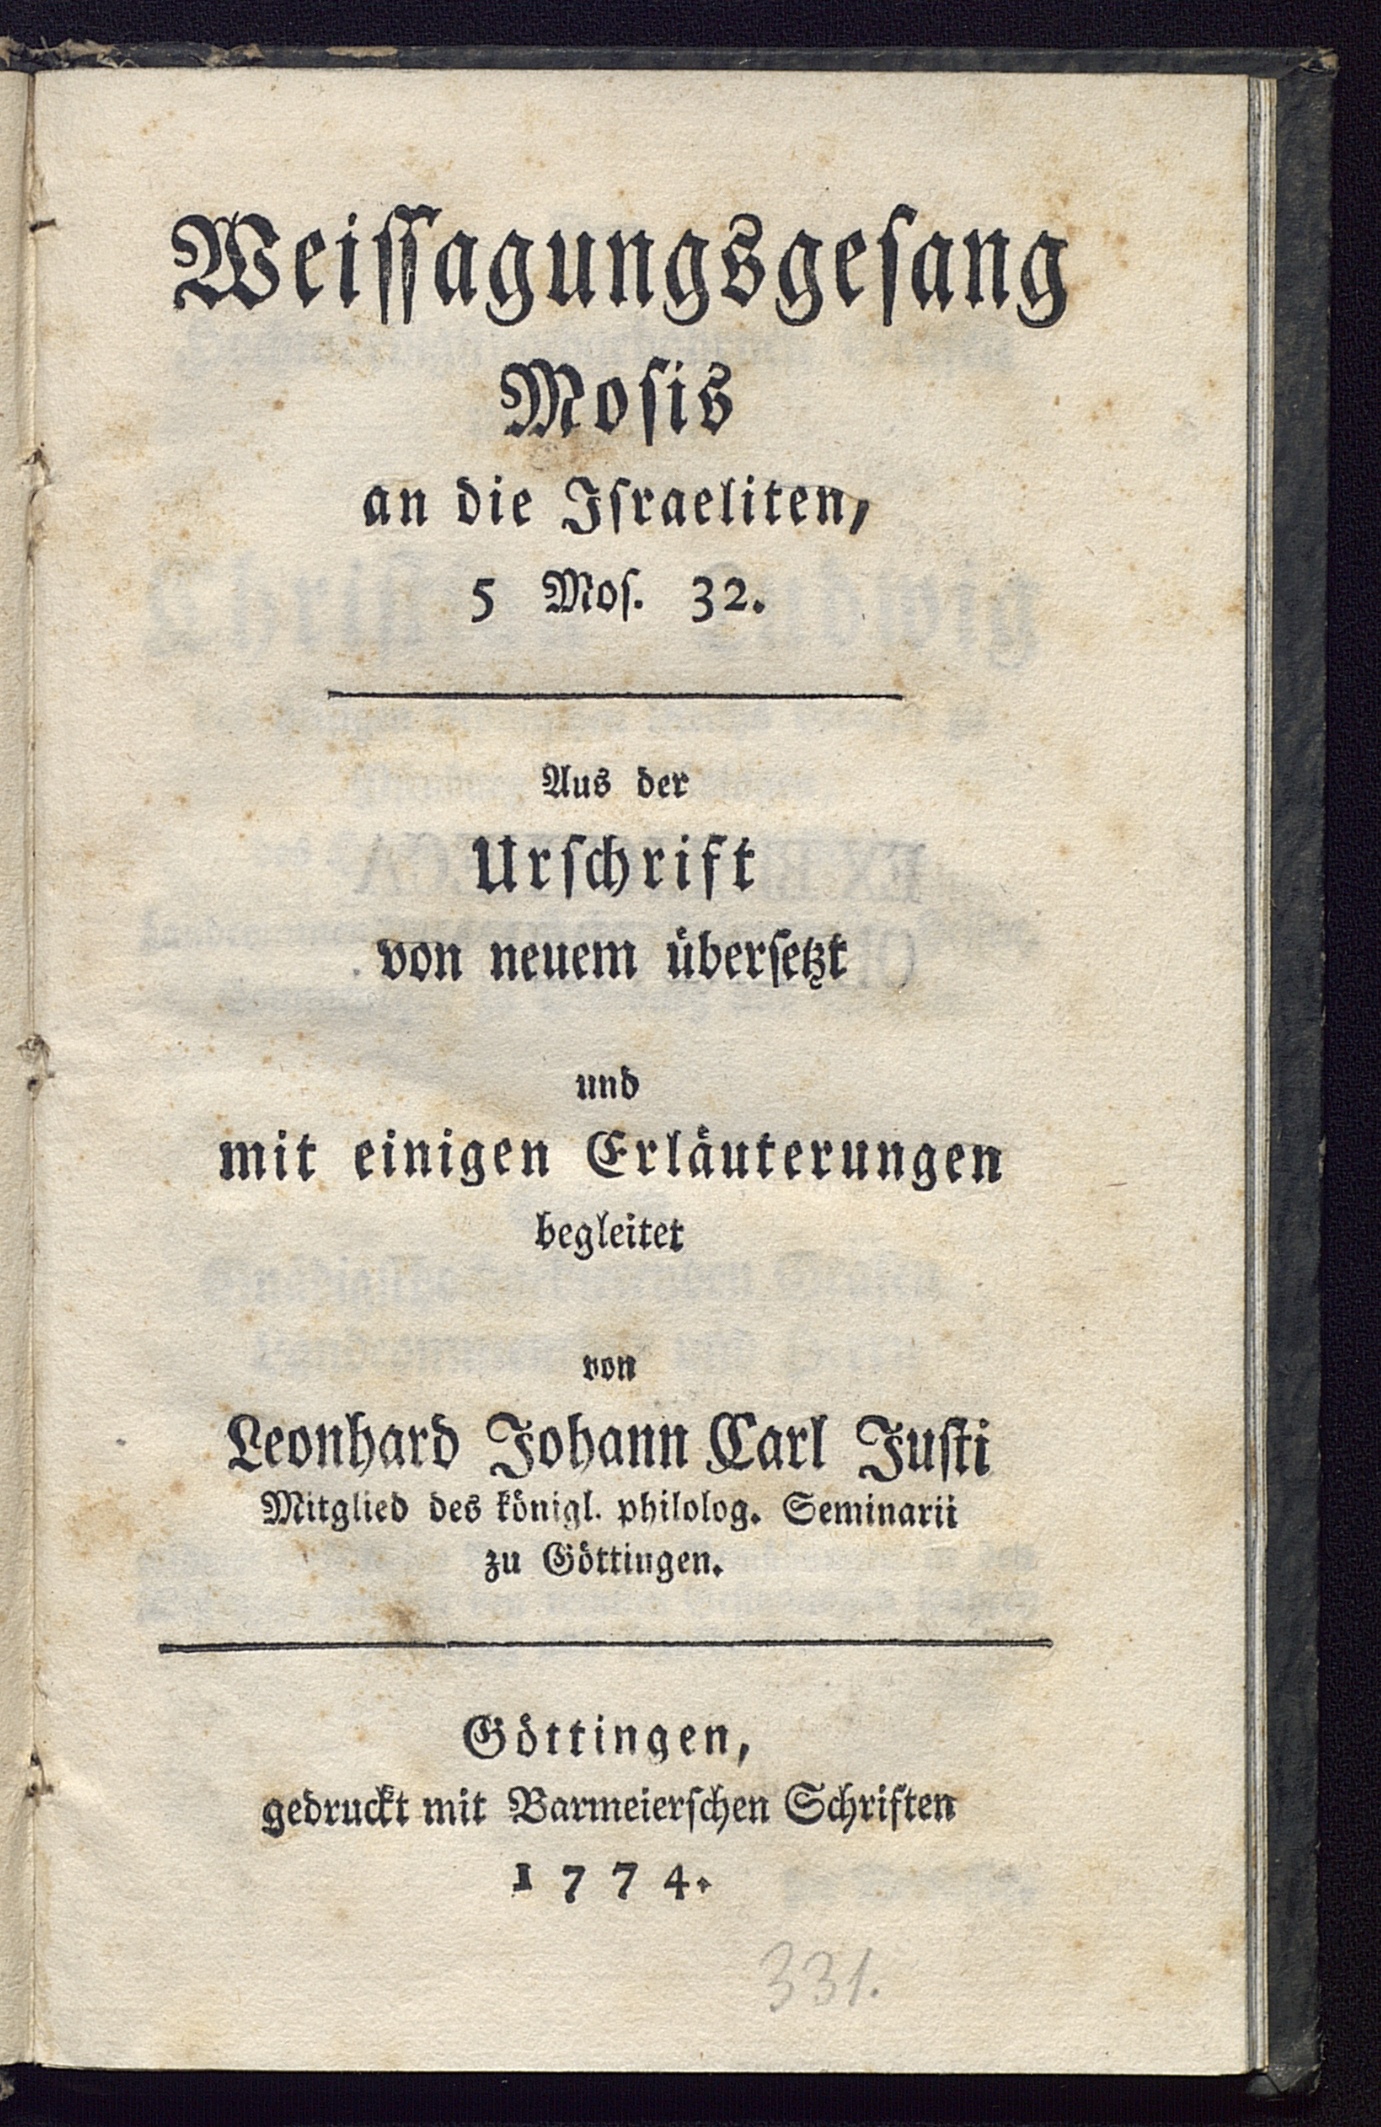 Weiſſagungsgeſang
Moſis
an die Iſraeliten,
5 Moſ. 32.
Aus der
Urſchrift
von neuem überſetzt
und
mit einigen Erläuterungen
begleitet
von
Leonhard Johann Carl Juſti
Mitglied des königl. philolog. Seminarii
zu Göttingen.
Göttingen,
gedruckt mit Barmeierſchen Schriften
1774.
331.